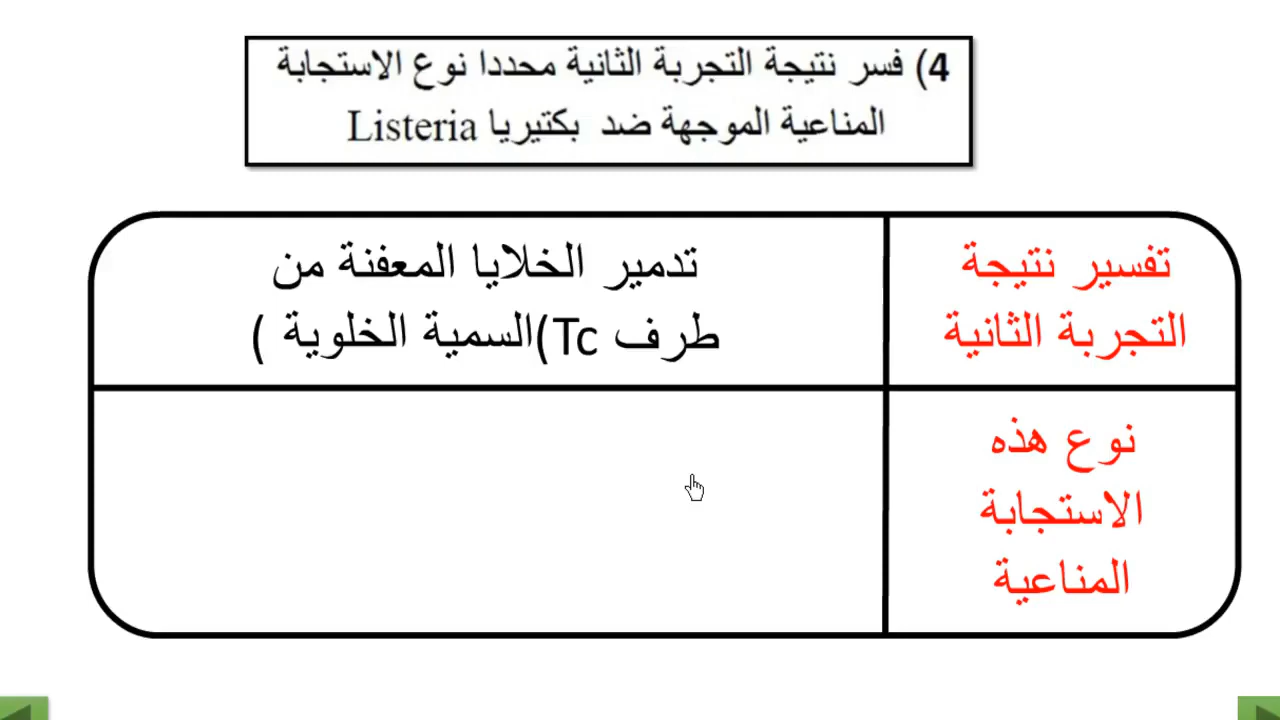 4) فسر نتيجة التجربة الثانية محددا نوع الاستجابة
المناعية الموجهة ضد بكتيريا Listeria
تفسير نتيجة
التجربة الثانية
تدمير الخلايا المعفنة من
طرف Tc)السمية الخلوية )
نوع هذه
الاستجابة
المناعية